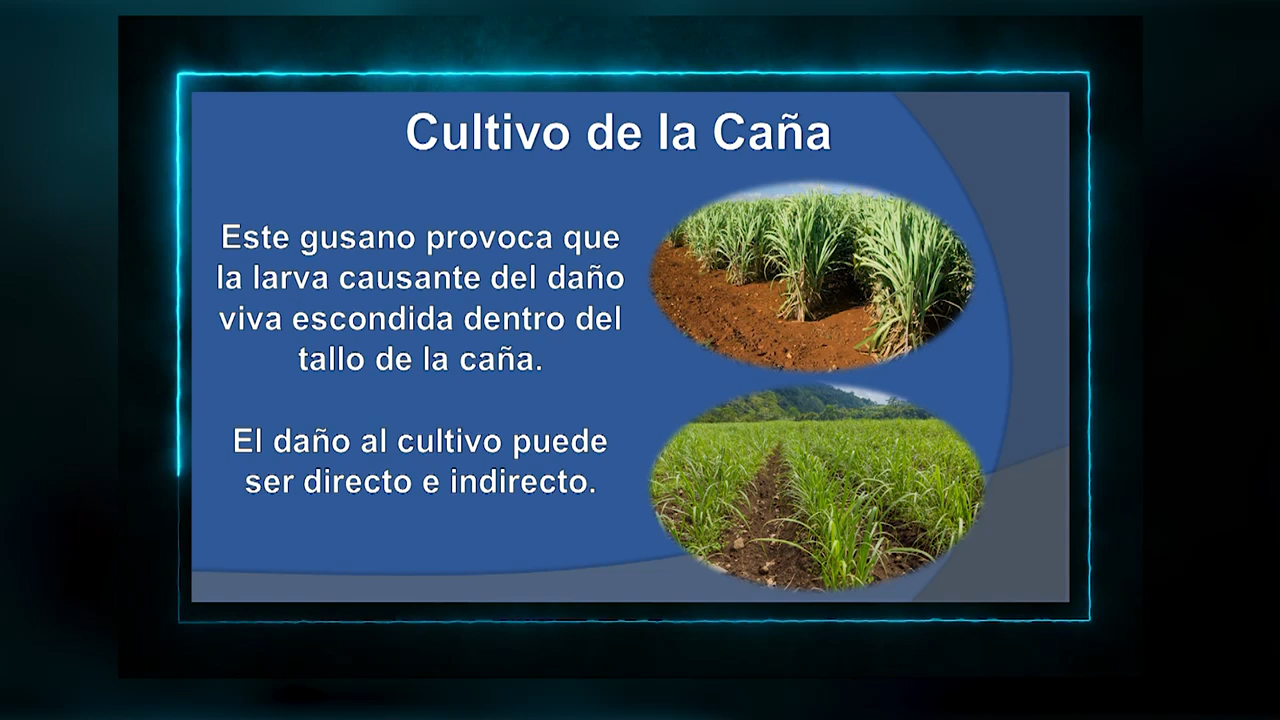 Cultivo de la Caña
Este gusano provoca que
la larva causante del daño
viva escondida dentro del
tallo de la caña.
El daño al cultivo puede
ser directo e indirecto.